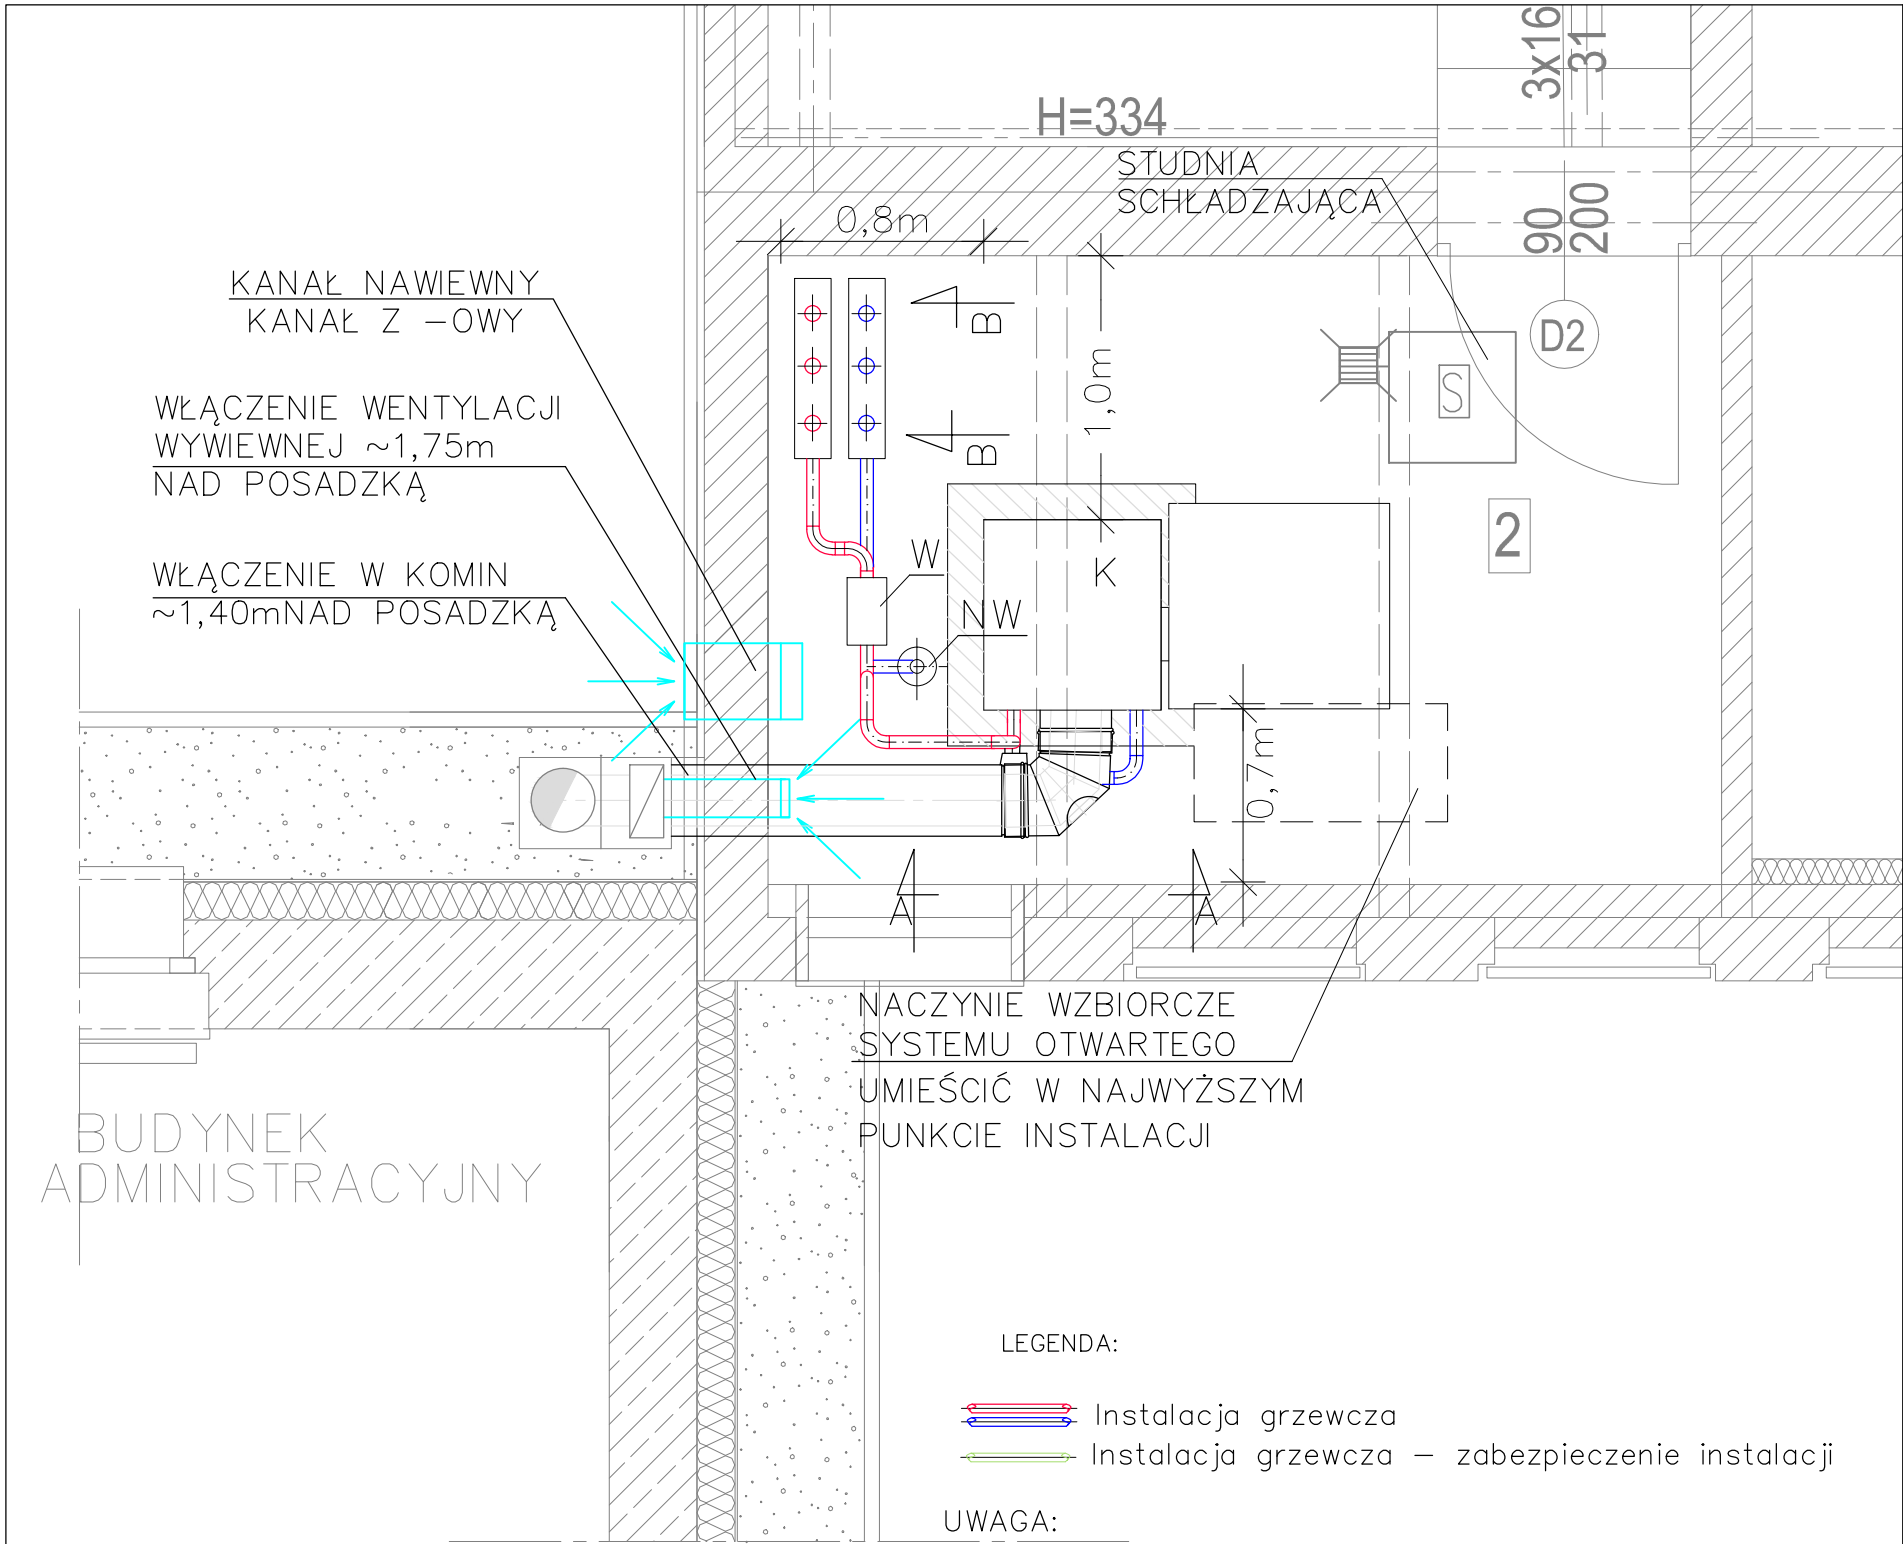 3x16
31
H=334
STUDNIA
SCHŁADZAJĄCA
90
200
0,8m
KANAŁ NAWIEWNY
KANAŁ Z -OWY
B
D2
1,0m
S
WŁĄCZENIE WENTYLACJI
WYWIEWNEJ ~1,75m
NAD POSADZKĄ
B
2
W
K
WŁĄCZENIE W KOMIN
~1,40mNAD POSADZKĄ
NW
0,7m
A
A
NACZYNIE WZBIORCZE
SYSTEMU OTWARTEGO
UMIEŚCIĆ W NAJWYŻSZYM
PUNKCIE INSTALACJI
BUDYNEK
ADMINISTRACYJNY
LEGENDA:
Instalacja grzewcza
Instalacja grzewcza - zabezpieczenie instalacji
UWAGA: